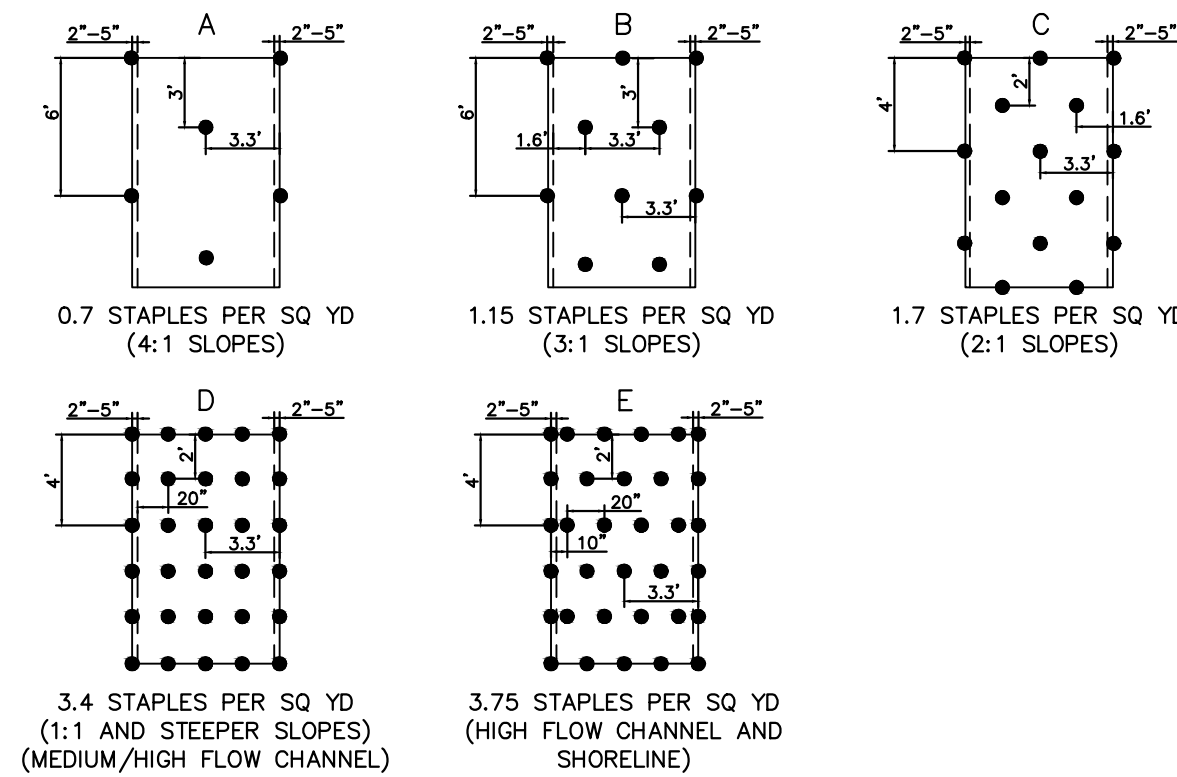 A
2"-5" 2"-5"
6'
3'
3.3'
0.7 STAPLES PER SQ YD
(4:1 SLOPES)
B
2"-5" 2"-5"
6'
3'
1.6' 3.3'
3.3'
1.15 STAPLES PER SQ YD
(3:1 SLOPES)
C
2"-5" 2"-5"
4'
2'
1.6'
3.3'
1.7 STAPLES PER SQ YD
(2:1 SLOPES)
D
2"-5" 2"-5"
4'
2'
20"
3.3'
3.4 STAPLES PER SQ YD
(1:1 AND STEEPER SLOPES)
(MEDIUM/HIGH FLOW CHANNEL)
E
2"-5" 2"-5"
4'
2'
20"
10"
3.3'
3.75 STAPLES PER SQ YD
(HIGH FLOW CHANNEL AND
SHORELINE)